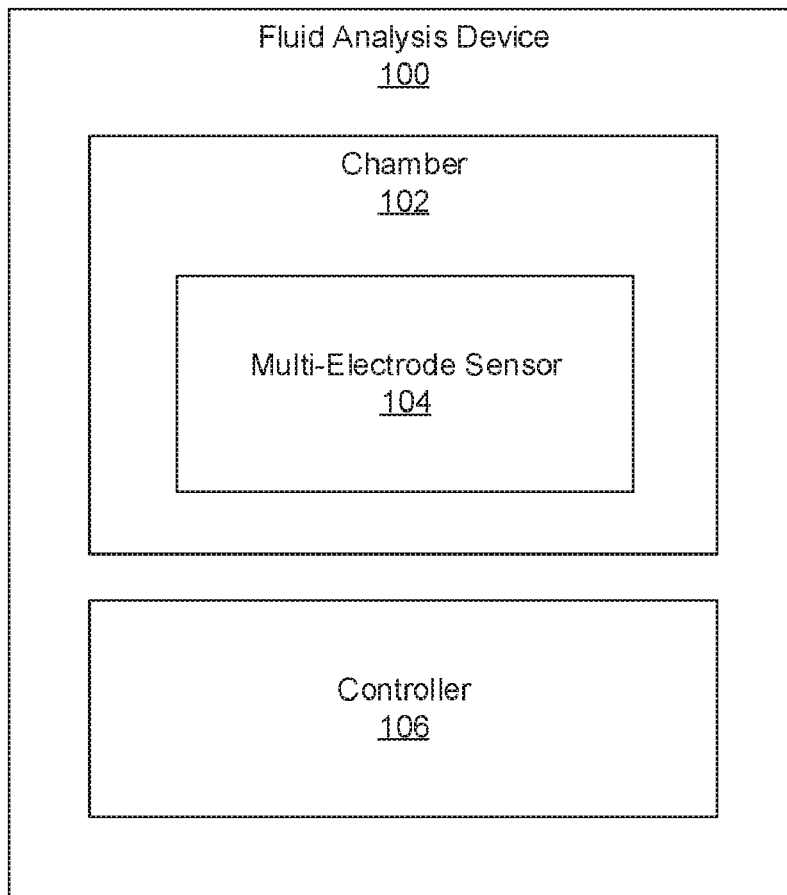 Fluid Analysis Device
100
Chamber
102
Multi-Electrode Sensor
104
Controller
106